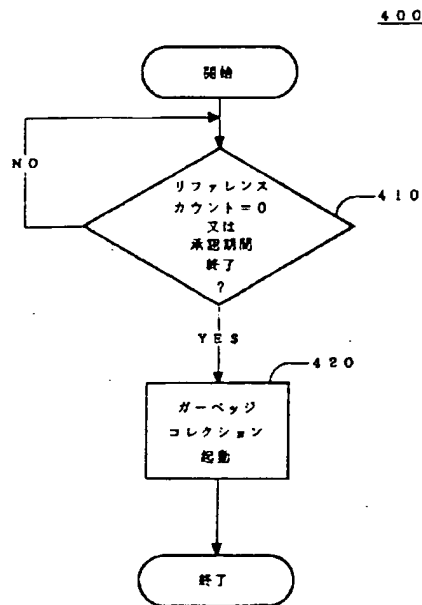 400
開始
NO
リファレンス
カウント=0
又は
承認期間
終了
?
410
YES
420
ガーベッジ
コレクション
起動
終了